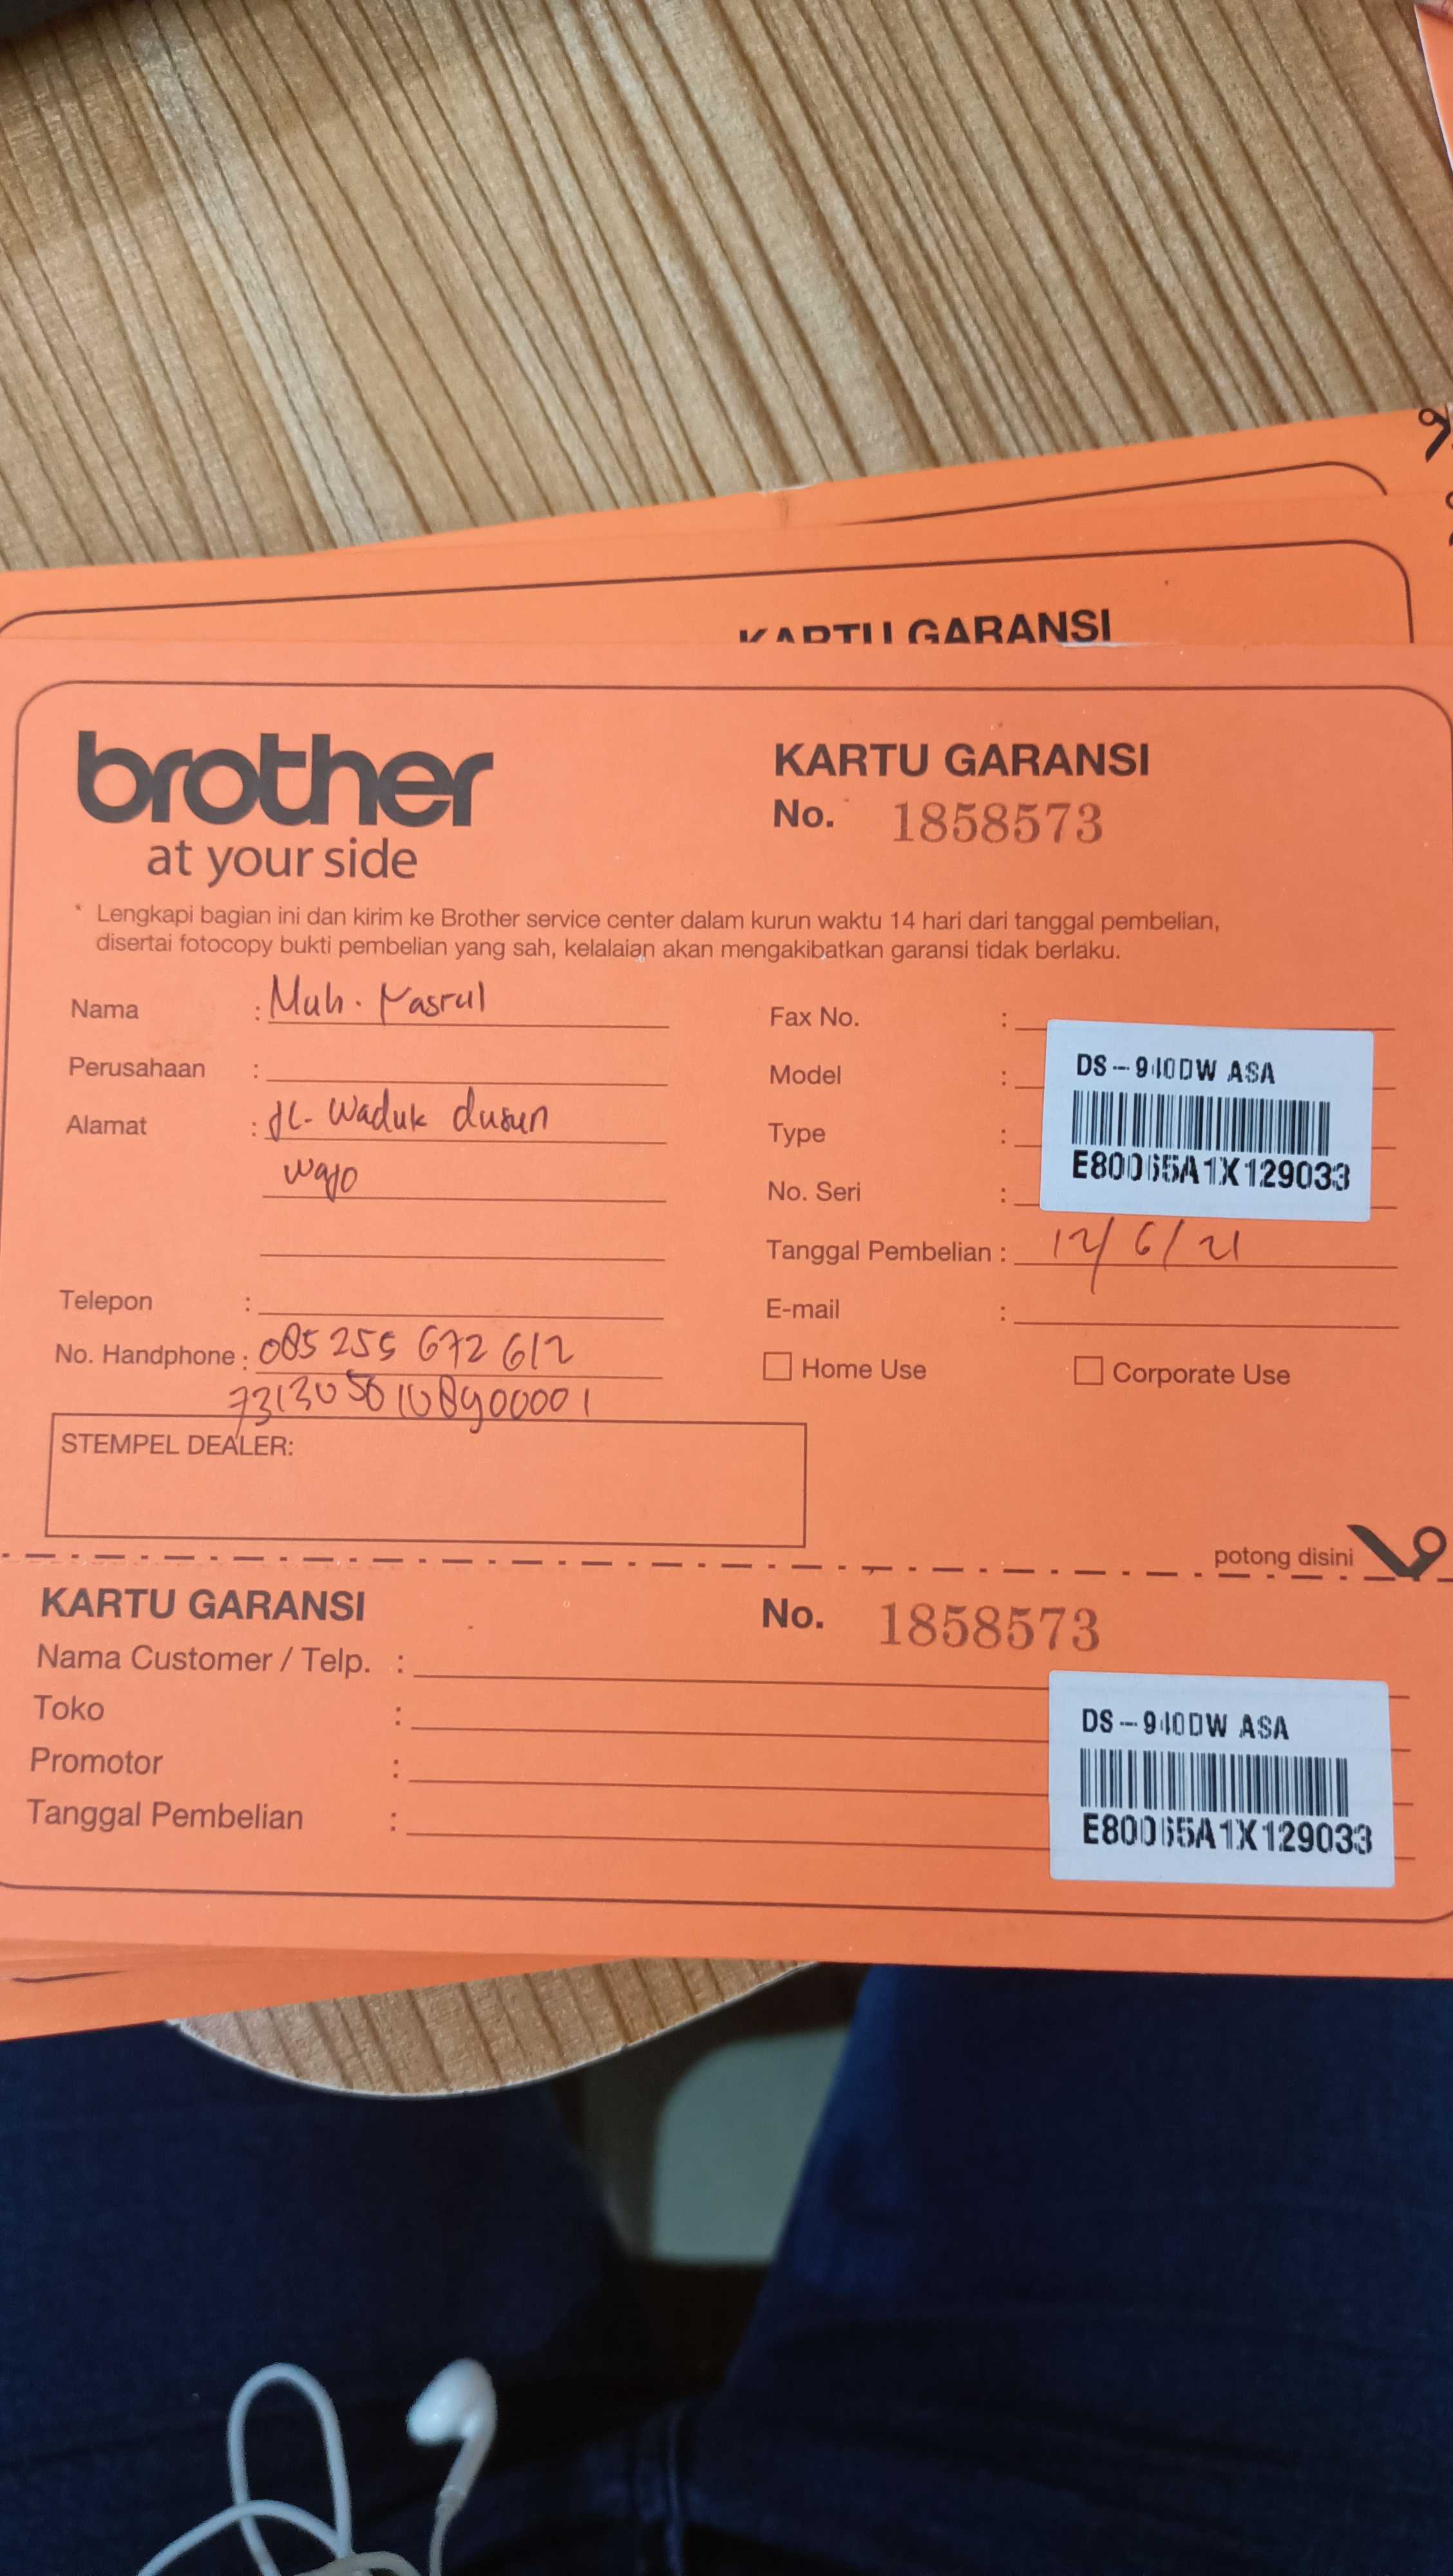 KARTU GARANSI
brother
at your side
KARTU GARANSI
No. 1858573
* Lengkapi bagian ini dan kirim ke Brother service center dalam kurun waktu 14 hari dari tanggal pembelian,
disertai fotocopy bukti pembelian yang sah, kelalaian akan mengakibatkan garansi tidak berlaku.
Nama : Muh.
Perusahaan :
Alamat : JL. Waduk dusun
wajo
Telepon :
No. Handphone : 085 255 672 612
Fax No. :
Model :
Type :
No. Seri :
DS-940DW ASA
E80065A1X129033
Tanggal Pembelian : 12/6/21
E-mail :
Home Use
Corporate Use
STEMPEL DEALER:
potong disini
KARTU GARANSI
No. 1858573
Nama Customer / Telp. :
Toko :
Promotor :
Tanggal Pembelian :
DS-940DW ASA
E80065A1X129033